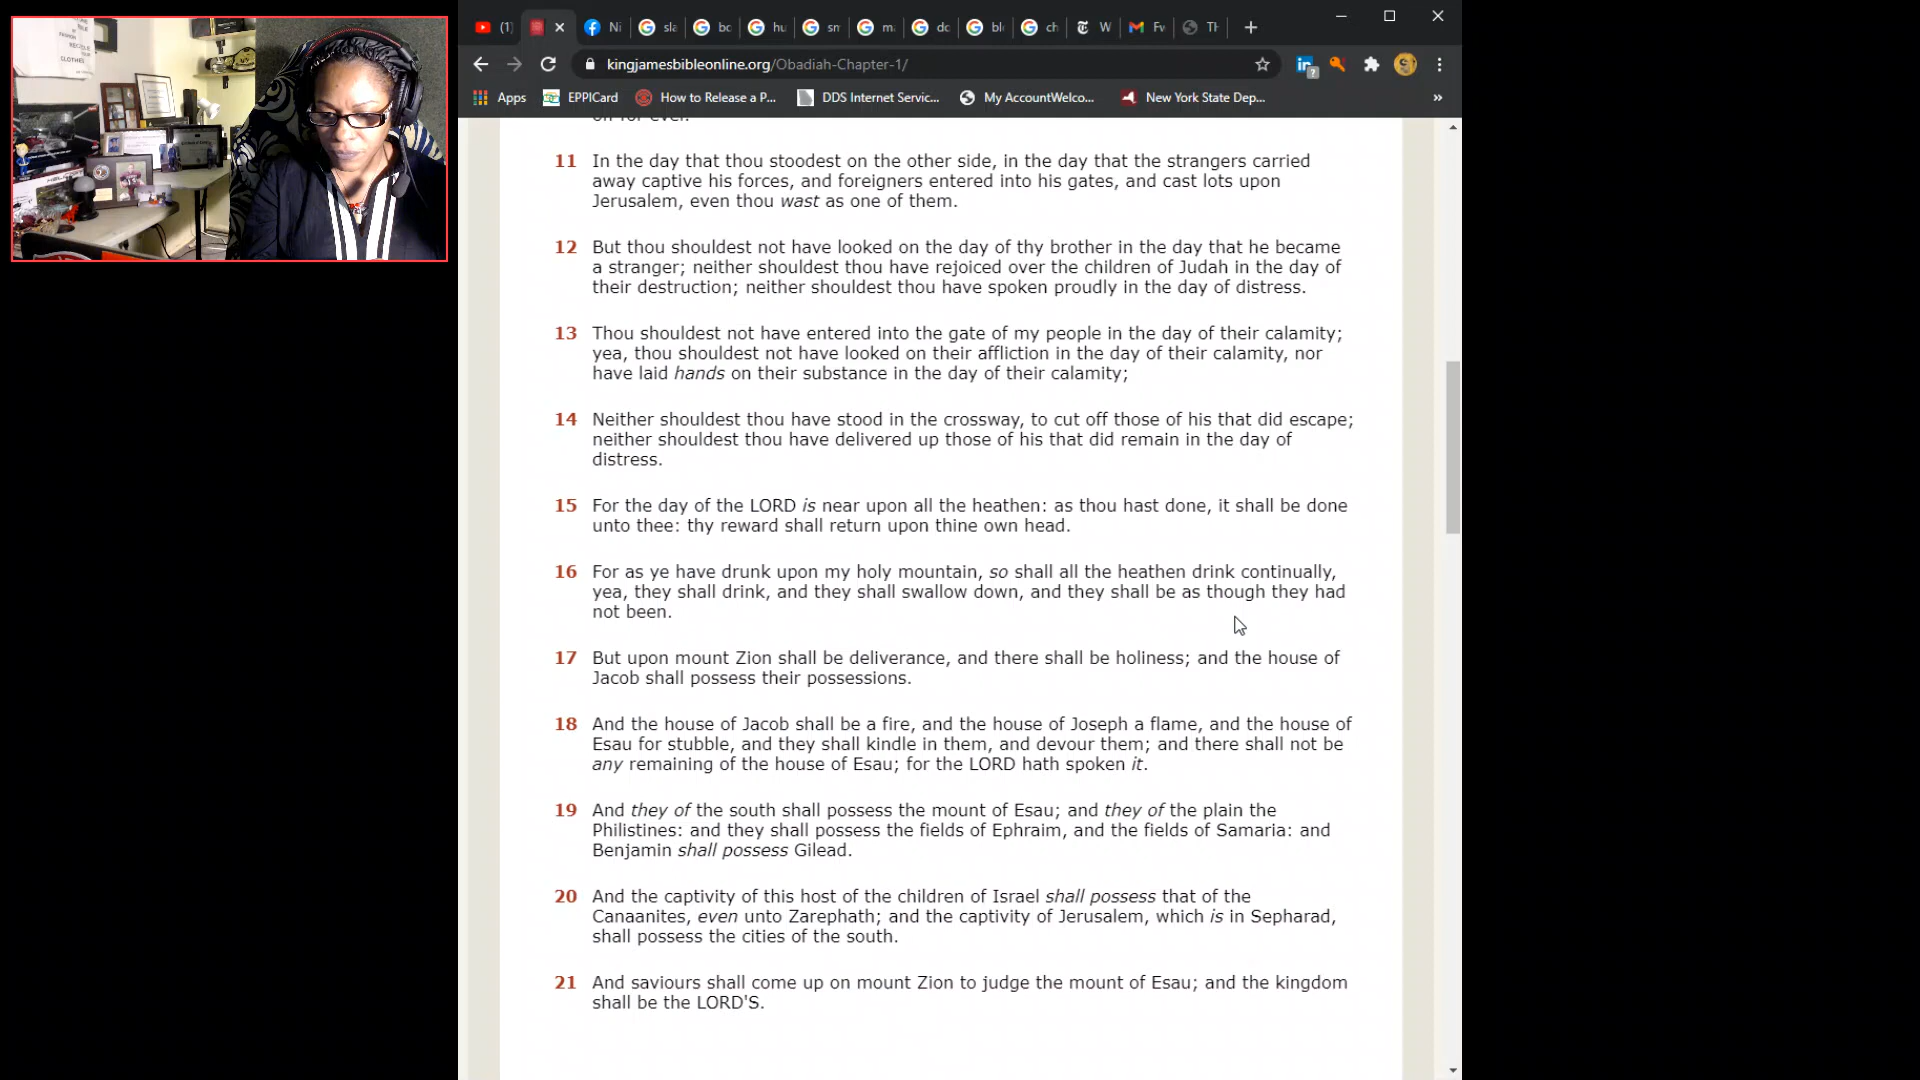 RECYCLE
CLOTHES
(1)
Ni
sla
bc
hu
sn
m
dc
bl
ch
W
Fv
Th
kingjamesbibleonline.org/Obadiah-Chapter-1/
Apps
EPPICard
How to Release a P...
DDS Internet Servic...
My AccountWelco...
New York State Dep...
»
off for ever.
11 In the day that thou stoodest on the other side, in the day that the strangers carried
away captive his forces, and foreigners entered into his gates, and cast lots upon
Jerusalem, even thou wast as one of them.
12 But thou shouldest not have looked on the day of thy brother in the day that he became
a stranger; neither shouldest thou have rejoiced over the children of Judah in the day of
their destruction; neither shouldest thou have spoken proudly in the day of distress.
13 Thou shouldest not have entered into the gate of my people in the day of their calamity;
yea, thou shouldest not have looked on their affliction in the day of their calamity, nor
have laid hands on their substance in the day of their calamity;
14 Neither shouldest thou have stood in the crossway, to cut off those of his that did escape;
neither shouldest thou have delivered up those of his that did remain in the day of
distress.
15 For the day of the LORD is near upon all the heathen: as thou hast done, it shall be done
unto thee: thy reward shall return upon thine own head.
16 For as ye have drunk upon my holy mountain, so shall all the heathen drink continually,
yea, they shall drink, and they shall swallow down, and they shall be as though they had
not been.
17 But upon mount Zion shall be deliverance, and there shall be holiness; and the house of
Jacob shall possess their possessions.
18 And the house of Jacob shall be a fire, and the house of Joseph a flame, and the house of
Esau for stubble, and they shall kindle in them, and devour them; and there shall not be
any remaining of the house of Esau; for the LORD hath spoken it.
19 And they of the south shall possess the mount of Esau; and they of the plain the
Philistines: and they shall possess the fields of Ephraim, and the fields of Samaria: and
Benjamin shall possess Gilead.
20 And the captivity of this host of the children of Israel shall possess that of the
Canaanites, even unto Zarephath; and the captivity of Jerusalem, which is in Sepharad,
shall possess the cities of the south.
21 And saviours shall come up on mount Zion to judge the mount of Esau; and the kingdom
shall be the LORD'S.